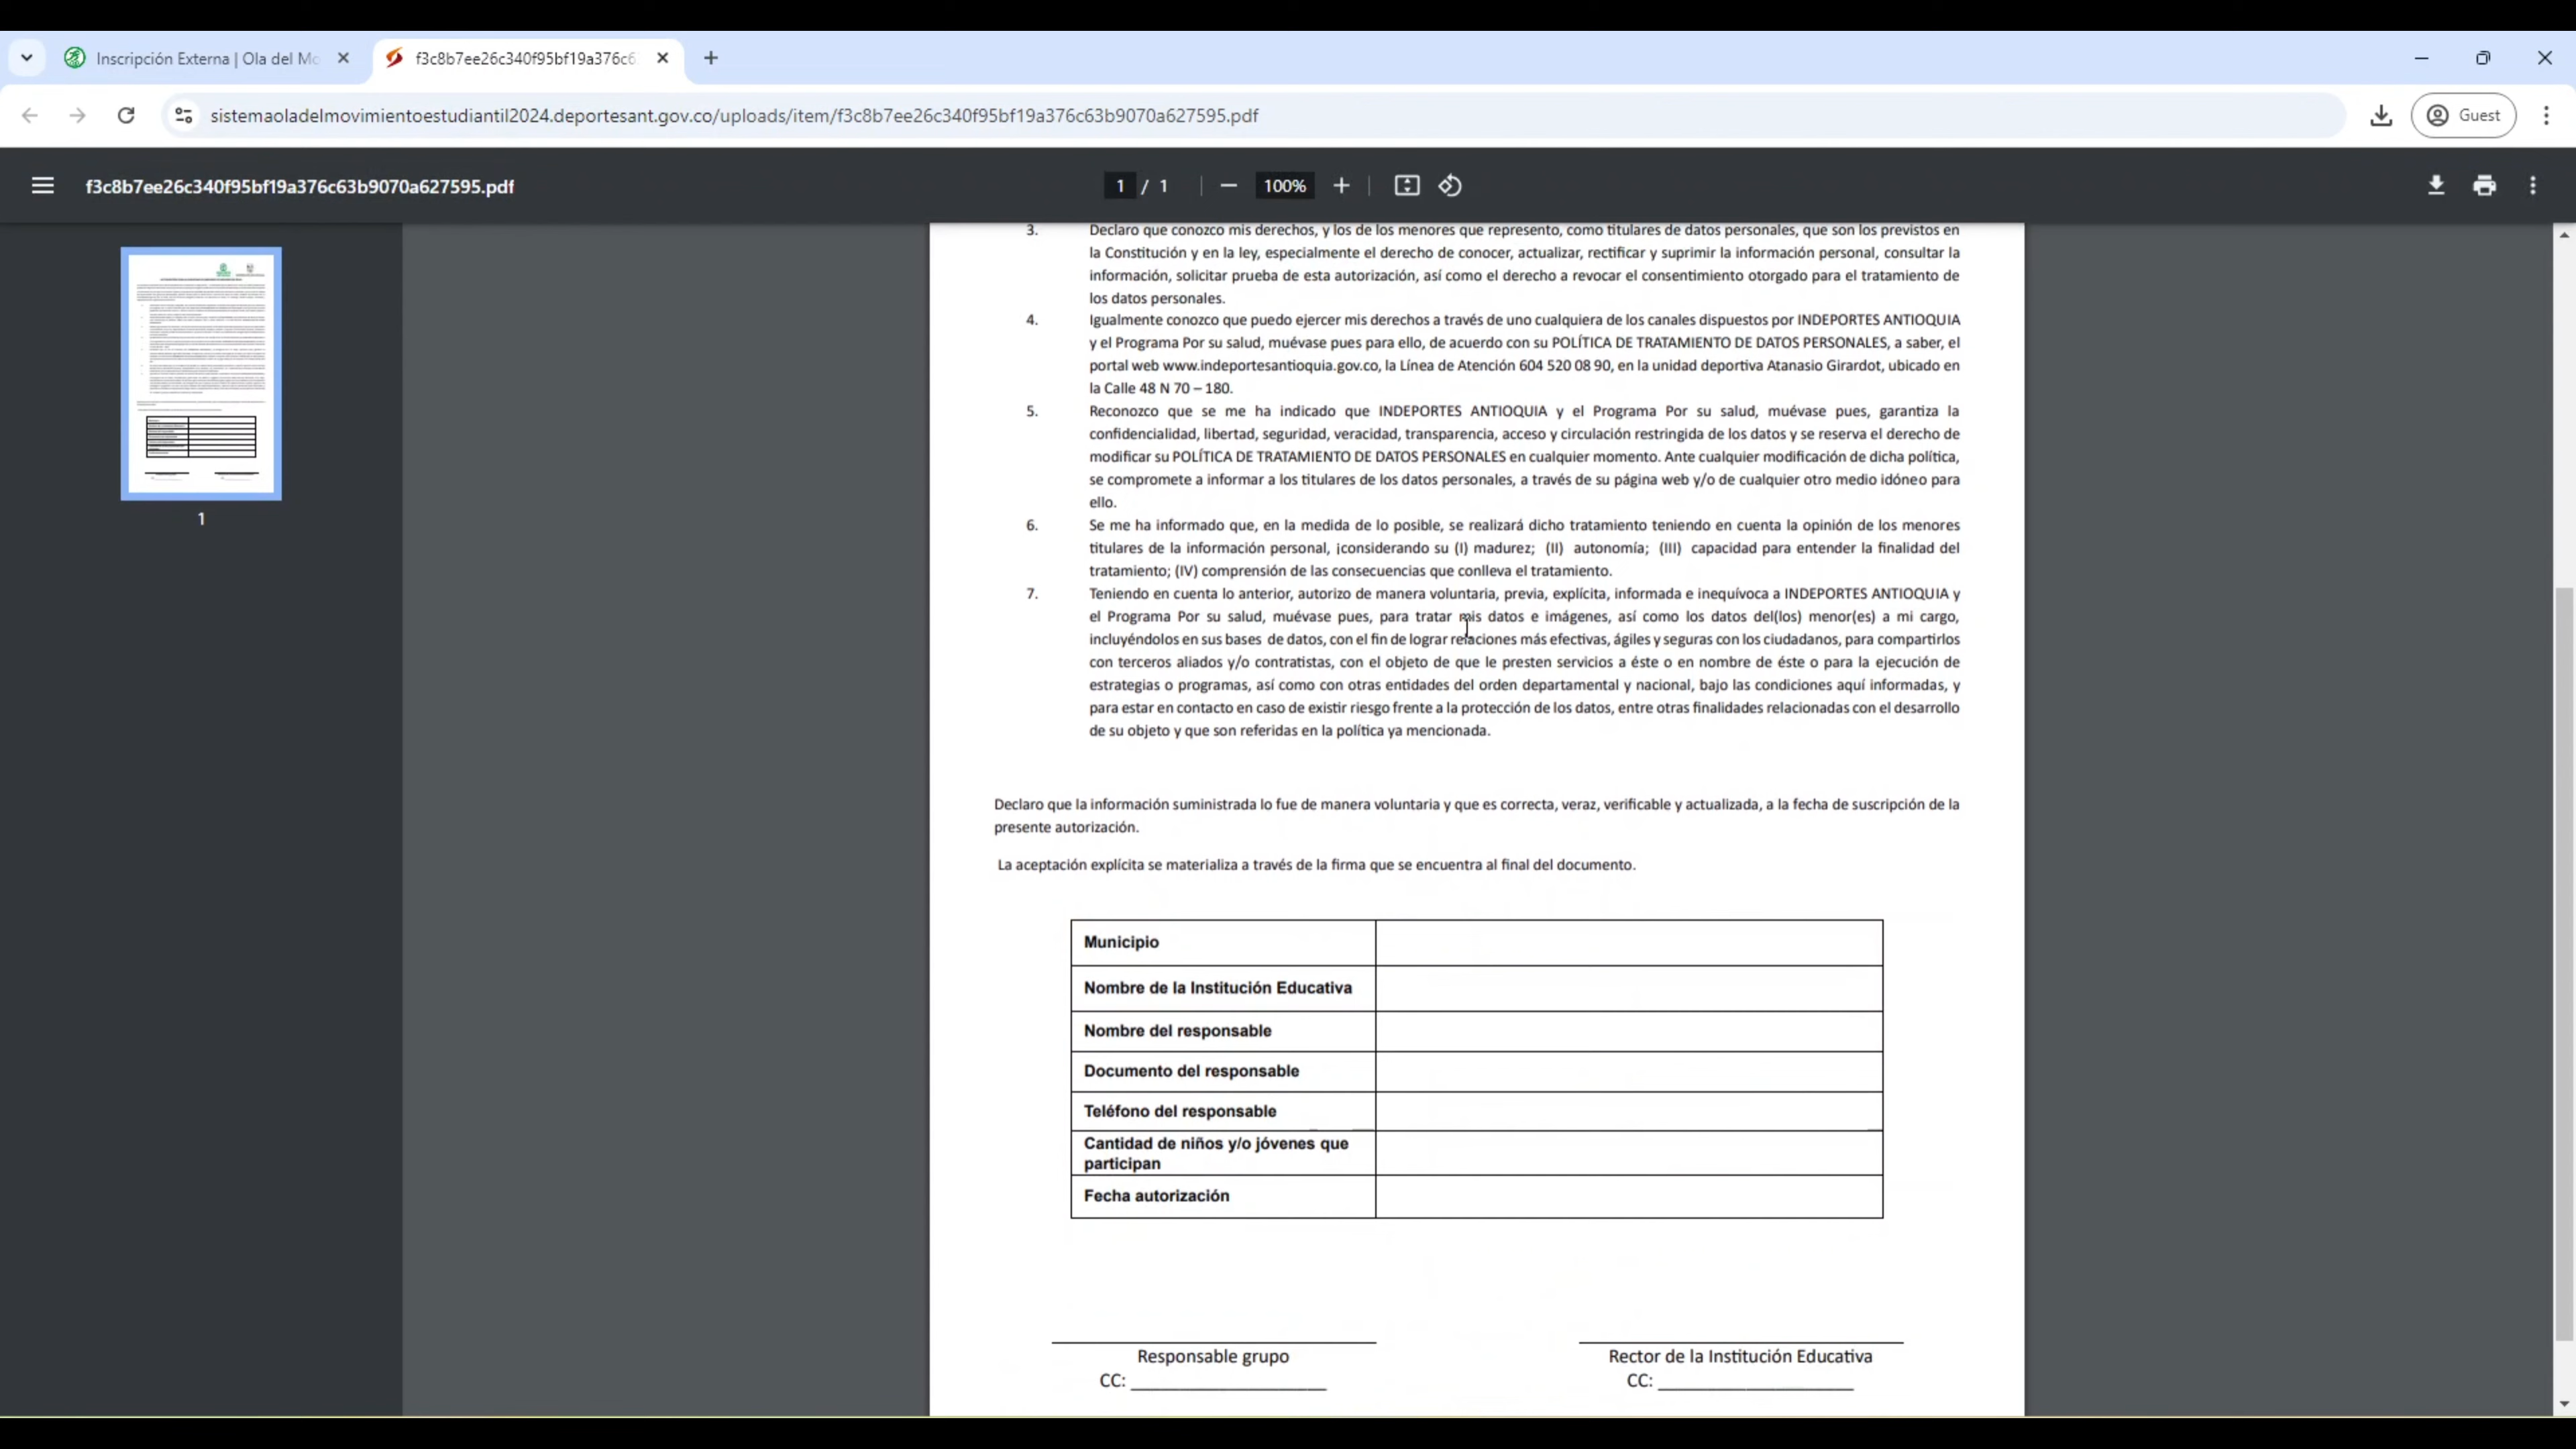 Inscripción Externa | Ola del Mo
f3c8b7ee26c340f95bf19a376c6
sistemaoladelmovimientoestudiantil2024.deportesant.gov.co/uploads/item/f3c8b7ee26c340f95bf19a376c63b9070a627595.pdf
Guest
f3c8b7ee26c340f95bf19a376c63b9070a627595.pdf
1 / 1
100%
1
3. Declaro que conozco mis derechos, y los de los menores que represento, como titulares de datos personales, que son los previstos en
la Constitución y en la ley, especialmente el derecho de conocer, actualizar, rectificar y suprimir la información personal, consultar la
información, solicitar prueba de esta autorización, así como el derecho a revocar el consentimiento otorgado para el tratamiento de
los datos personales.
4. Igualmente conozco que puedo ejercer mis derechos a través de uno cualquiera de los canales dispuestos por INDEPORTES ANTIOQUIA
y el Programa Por su salud, muévase pues para ello, de acuerdo con su POLÍTICA DE TRATAMIENTO DE DATOS PERSONALES, a saber, el
portal web www.indeportesantioquia.gov.co, la Línea de Atención 604 520 08 90, en la unidad deportiva Atanasio Girardot, ubicado en
la Calle 48 N 70 – 180.
5. Reconozco que se me ha indicado que INDEPORTES ANTIOQUIA y el Programa Por su salud, muévase pues, garantiza la
confidencialidad, libertad, seguridad, veracidad, transparencia, acceso y circulación restringida de los datos y se reserva el derecho de
modificar su POLÍTICA DE TRATAMIENTO DE DATOS PERSONALES en cualquier momento. Ante cualquier modificación de dicha política,
se compromete a informar a los titulares de los datos personales, a través de su página web y/o de cualquier otro medio idóneo para
ello.
6. Se me ha informado que, en la medida de lo posible, se realizará dicho tratamiento teniendo en cuenta la opinión de los menores
titulares de la información personal, ¡considerando su (I) madurez; (II) autonomía; (III) capacidad para entender la finalidad del
tratamiento; (IV) comprensión de las consecuencias que conlleva el tratamiento.
7. Teniendo en cuenta lo anterior, autorizo de manera voluntaria, previa, explícita, informada e inequívoca a INDEPORTES ANTIOQUIA y
el Programa Por su salud, muévase pues, para tratar mis datos e imágenes, así como los datos del(los) menor(es) a mi cargo,
incluyéndolos en sus bases de datos, con el fin de lograr relaciones más efectivas, ágiles y seguras con los ciudadanos, para compartirlos
con terceros aliados y/o contratistas, con el objeto de que le presten servicios a éste o en nombre de éste o para la ejecución de
estrategias o programas, así como con otras entidades del orden departamental y nacional, bajo las condiciones aquí informadas, y
para estar en contacto en caso de existir riesgo frente a la protección de los datos, entre otras finalidades relacionadas con el desarrollo
de su objeto y que son referidas en la política ya mencionada.
Declaro que la información suministrada lo fue de manera voluntaria y que es correcta, veraz, verificable y actualizada, a la fecha de suscripción de la
presente autorización.
La aceptación explícita se materializa a través de la firma que se encuentra al final del documento.
Municipio
Nombre de la Institución Educativa
Nombre del responsable
Documento del responsable
Teléfono del responsable
Cantidad de niños y/o jóvenes que
participan
Fecha autorización
Responsable grupo
Rector de la Institución Educativa
CC: ____________________
CC: ____________________